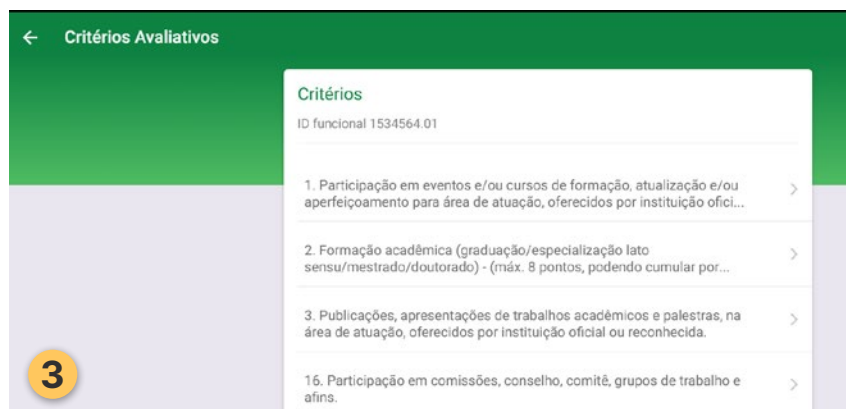 Critérios Avaliativos
Critérios
ID funcional 1534564.01
1. Participação em eventos e/ou cursos de formação, atualização e/ou
aperfeiçoamento para área de atuação, oferecidos por instituição ofici...
2. Formação acadêmica (graduação/especialização lato
sensu/mestrado/doutorado) - (máx. 8 pontos, podendo cumular por...
3. Publicações, apresentações de trabalhos acadêmicos e palestras, na
área de atuação, oferecidos por instituição oficial ou reconhecida.
16. Participação em comissões, conselho, comitê, grupos de trabalho e
afins.
3